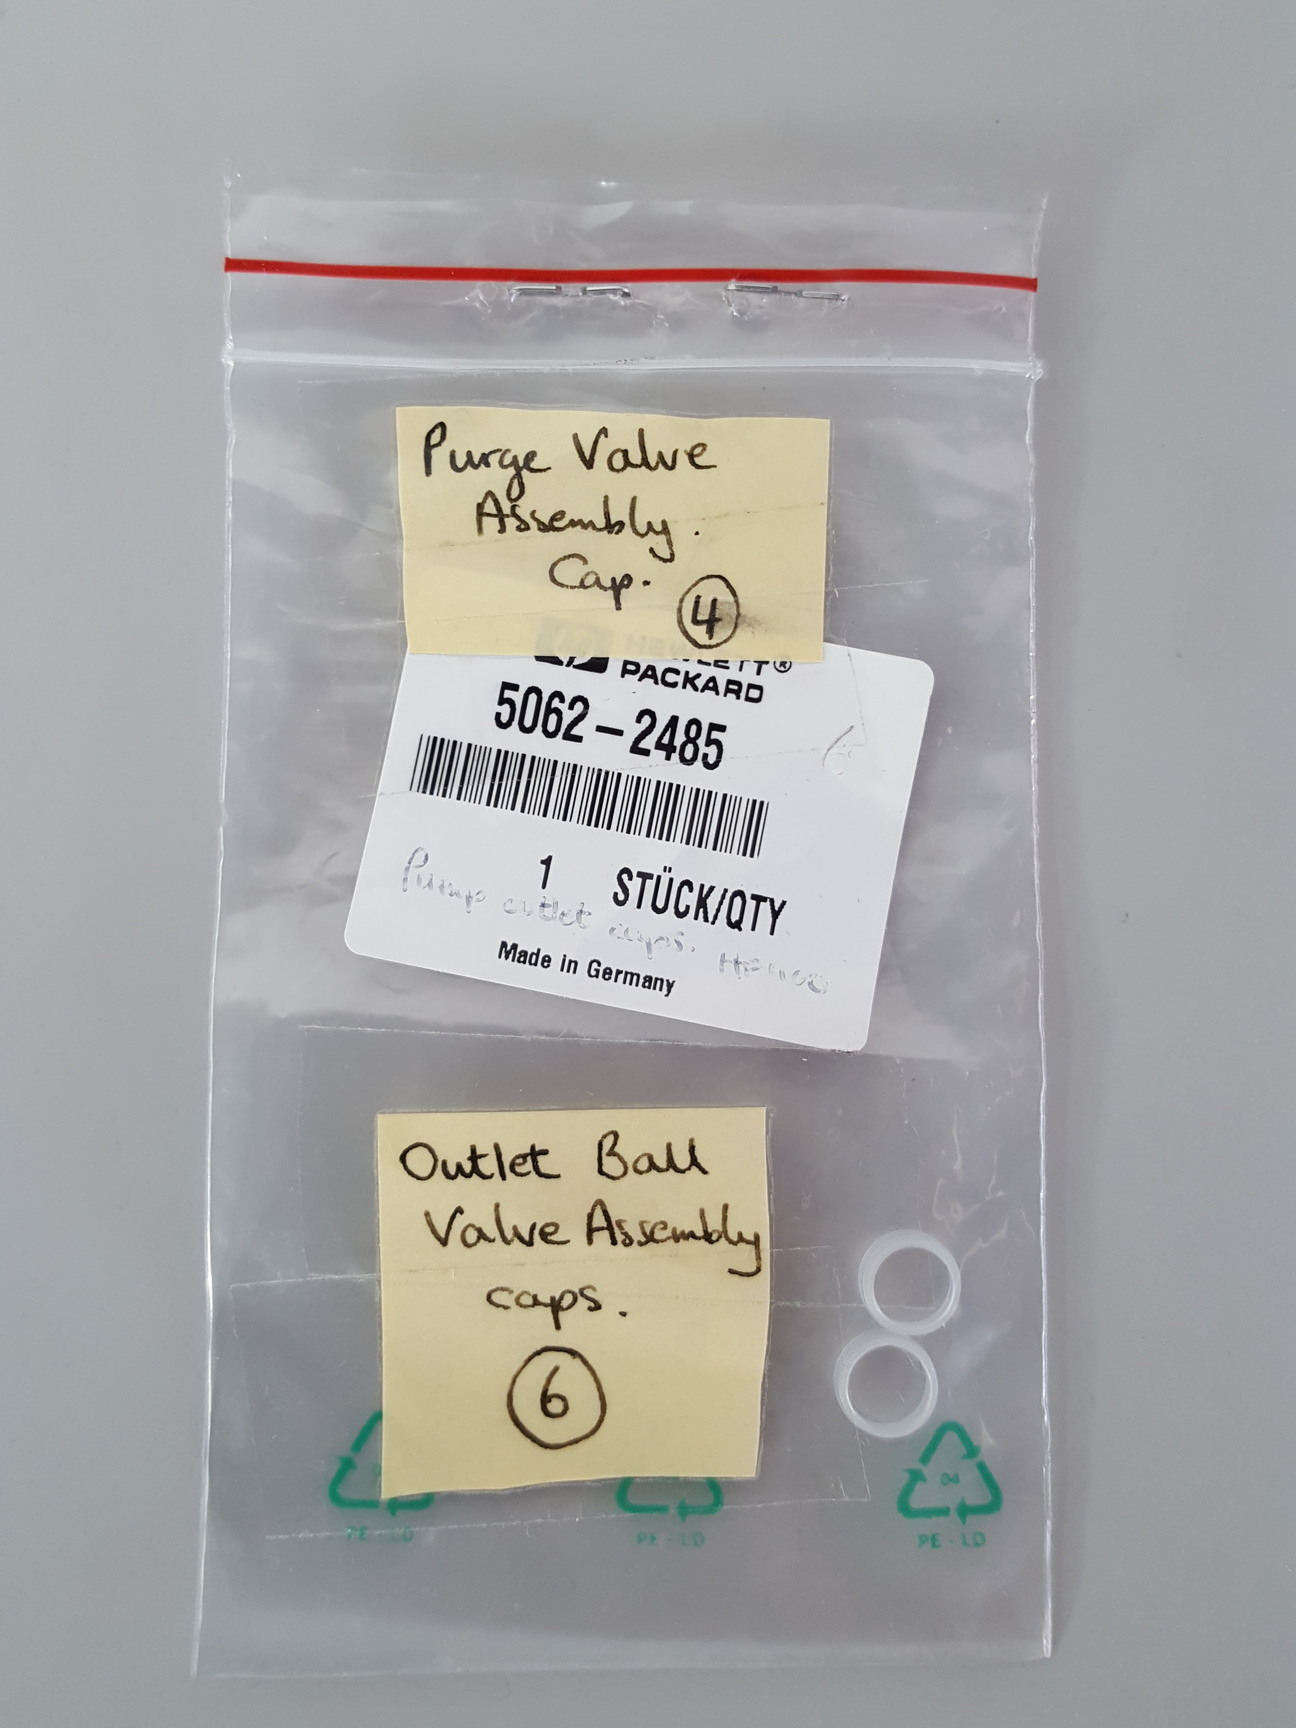 Purge Valve
Assembly.
Cap. 4
HEWLETT®
PACKARD
5062-2485
6
1 STÜCK/QTY
Pump outlet caps.
Made in Germany
Outlet Ball
Valve Assembly
caps.
6
04
PE-LD PE-LD PE-LD